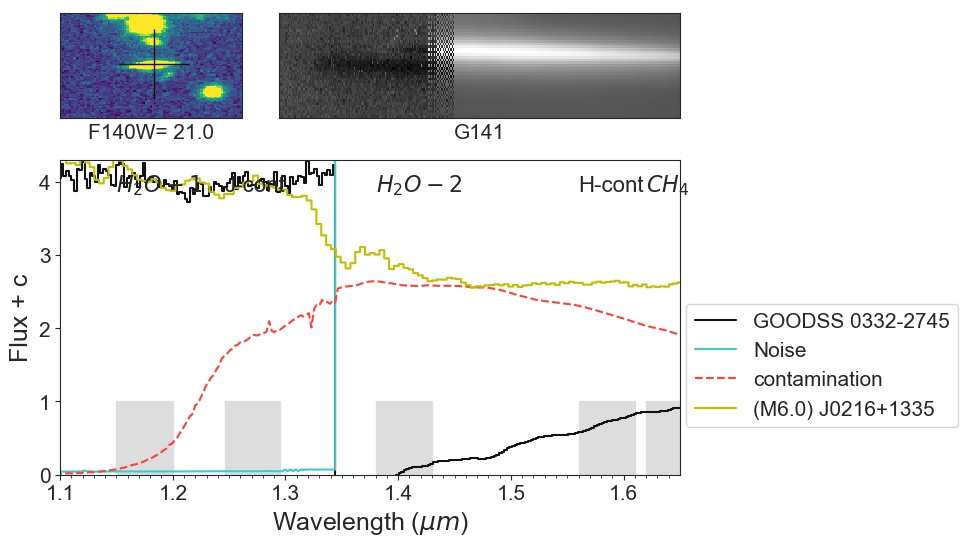 F140W= 21.0
G141
H₂O − 1
J-cont
H₂O − 2
H-cont
CH₄
4
3
2
1
0
Flux + c
1.1 1.2 1.3 1.4 1.5 1.6
Wavelength (μm)
GOODSS 0332-2745
Noise
contamination
(M6.0) J0216+1335